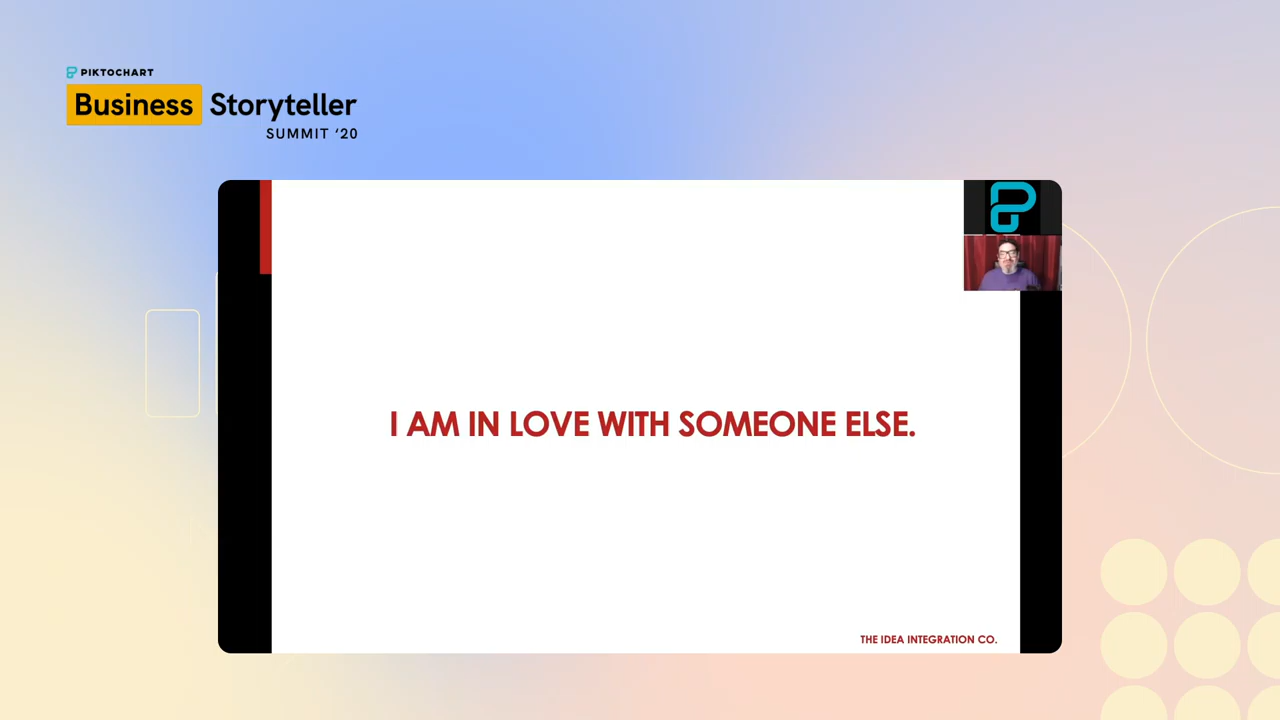 PIKTOCHART
Business Storyteller
SUMMIT ‘20
I AM IN LOVE WITH SOMEONE ELSE.
THE IDEA INTEGRATION CO.